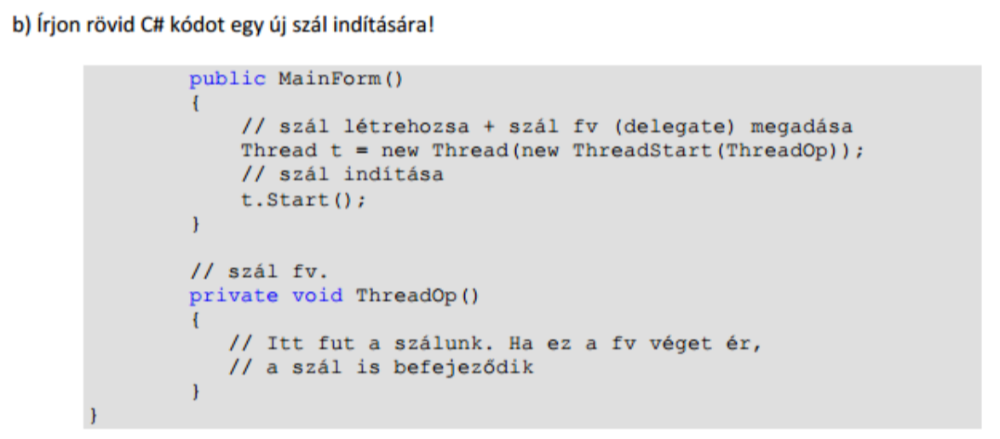 b) Írjon rövid C# kódot egy új szál indítására!
public MainForm()
{
// szál létrehozsa + szál fv (delegate) megadása
Thread t = new Thread(new ThreadStart(ThreadOp));
// szál indítása
t.Start();
}
// szál fv.
private void ThreadOp()
{
// Itt fut a szálunk. Ha ez a fv véget ér,
// a szál is befejeződik
}
}